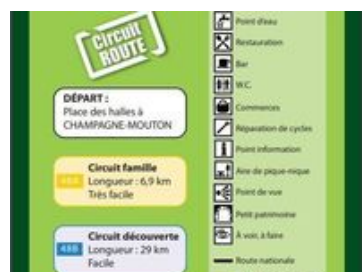 Circuit
ROUTE
DÉPART :
Place des halles à
CHAMPAGNE-MOUTON
Circuit famille
Longueur : 6,9 km
Très facile
Circuit découverte
48B
Longueur : 29 km
Facile
Point d'eau
Restauration
Bar
W.C.
Commerces
Réparation de cycles
Point information
Aire de pique-nique
Point de vue
Petit patrimoine
À voir, à faire
Route nationale